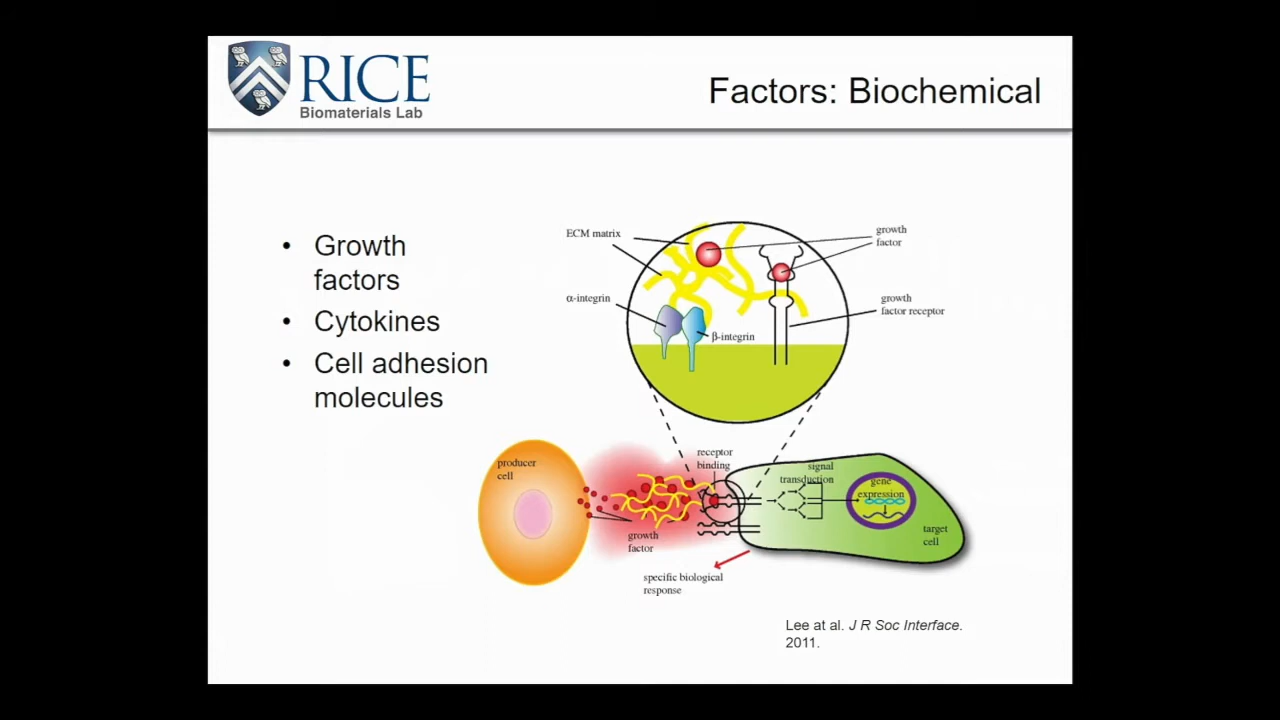 RICE
Biomaterials Lab
Factors: Biochemical
• Growth
factors
• Cytokines
• Cell adhesion
molecules
ECM matrix
growth
factor
α-integrin
growth
factor receptor
β-integrin
producer
cell
receptor
binding
signal
transduction
gene
expression
growth
factor
target
cell
specific biological
response
Lee at al. J R Soc Interface.
2011.